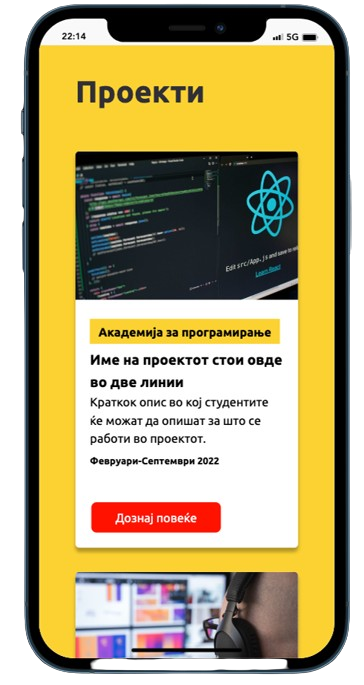 22:14
5G
Проекти
Edit src/App.js and save to
Learn React
Академија за програмирање
Име на проектот стои овде
во две линии
Краткок опис во кој студентите
ќе можат да опишат за што се
работи во проектот.
Февруари-Септември 2022
Дознај повеќе